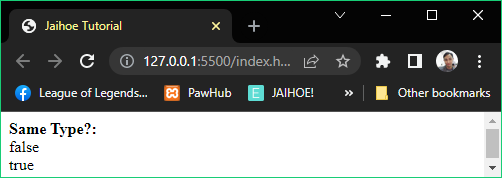 Jaihoe Tutorial
127.0.0.1:5500/index.h...
League of Legends... PawHub E JAIHOE! Other bookmarks
Same Type?:
false
true